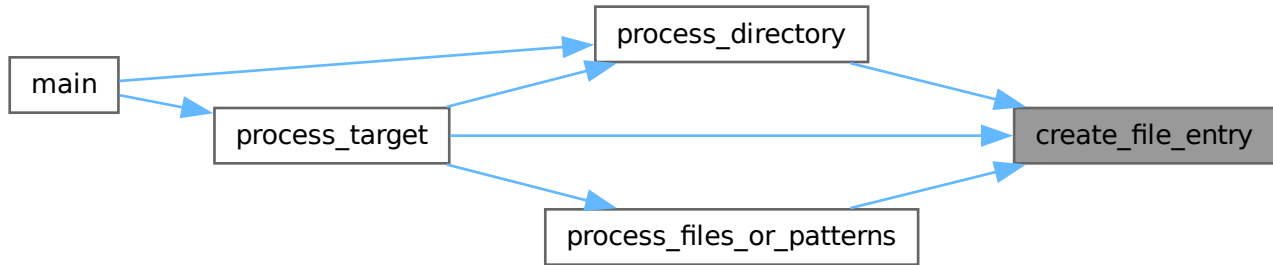 process_directory
main
process_target
create_file_entry
process_files_or_patterns